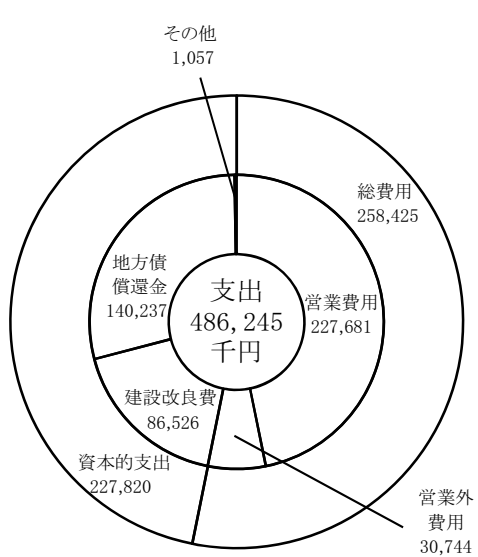 その他
1,057
総費用
258,425
地方債
償還金
140,237
支出
486,245
千円
営業費用
227,681
建設改良費
86,526
資本的支出
227,820
営業外
費用
30,744